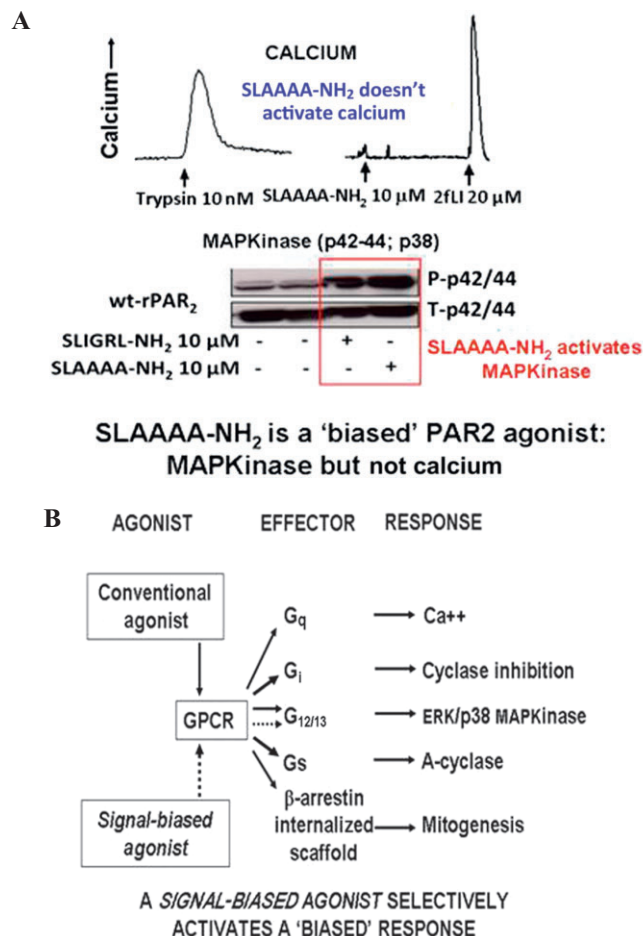 A
Calcium
CALCIUM
SLAAAA-NH₂ doesn't
activate calcium
Trypsin 10 nM
SLAAAA-NH₂ 10 µM
2fLI 20 µM
MAPKinase (p42-44; p38)
wt-rPAR₂
P-p42/44
T-p42/44
SLIGRL-NH₂ 10 µM - - +
SLAAAA-NH₂ 10 µM - - - +
SLAAAA-NH₂ activates
MAPKinase
SLAAAA-NH₂ is a 'biased' PAR2 agonist:
MAPKinase but not calcium
B
AGONIST EFFECTOR RESPONSE
Conventional
agonist
GPCR
Signal-biased
agonist
Gq Ca++
Gi Cyclase inhibition
G12/13 ERK/p38 MAPKinase
Gs A-cyclase
β-arrestin
internalized
scaffold
Mitogenesis
A SIGNAL-BIASED AGONIST SELECTIVELY
ACTIVATES A 'BIASED' RESPONSE